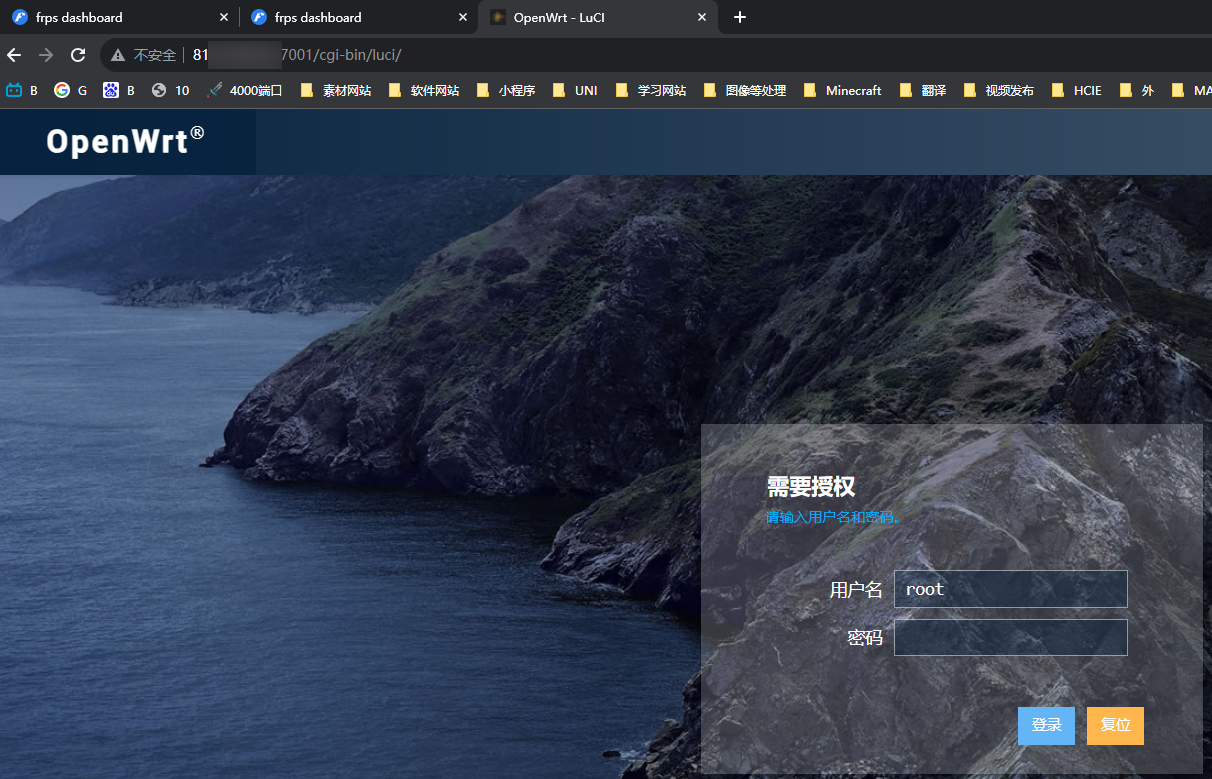 frps dashboard
frps dashboard
OpenWrt - LuCI
不安全
81 7001/cgi-bin/luci/
B
G
B
10
4000端口
素材网站
软件网站
小程序
UNI
学习网站
图像等处理
Minecraft
翻译
视频发布
HCIE
外
MA
OpenWrt®
需要授权
请输入用户名和密码。
用户名 root
密码
登录 复位